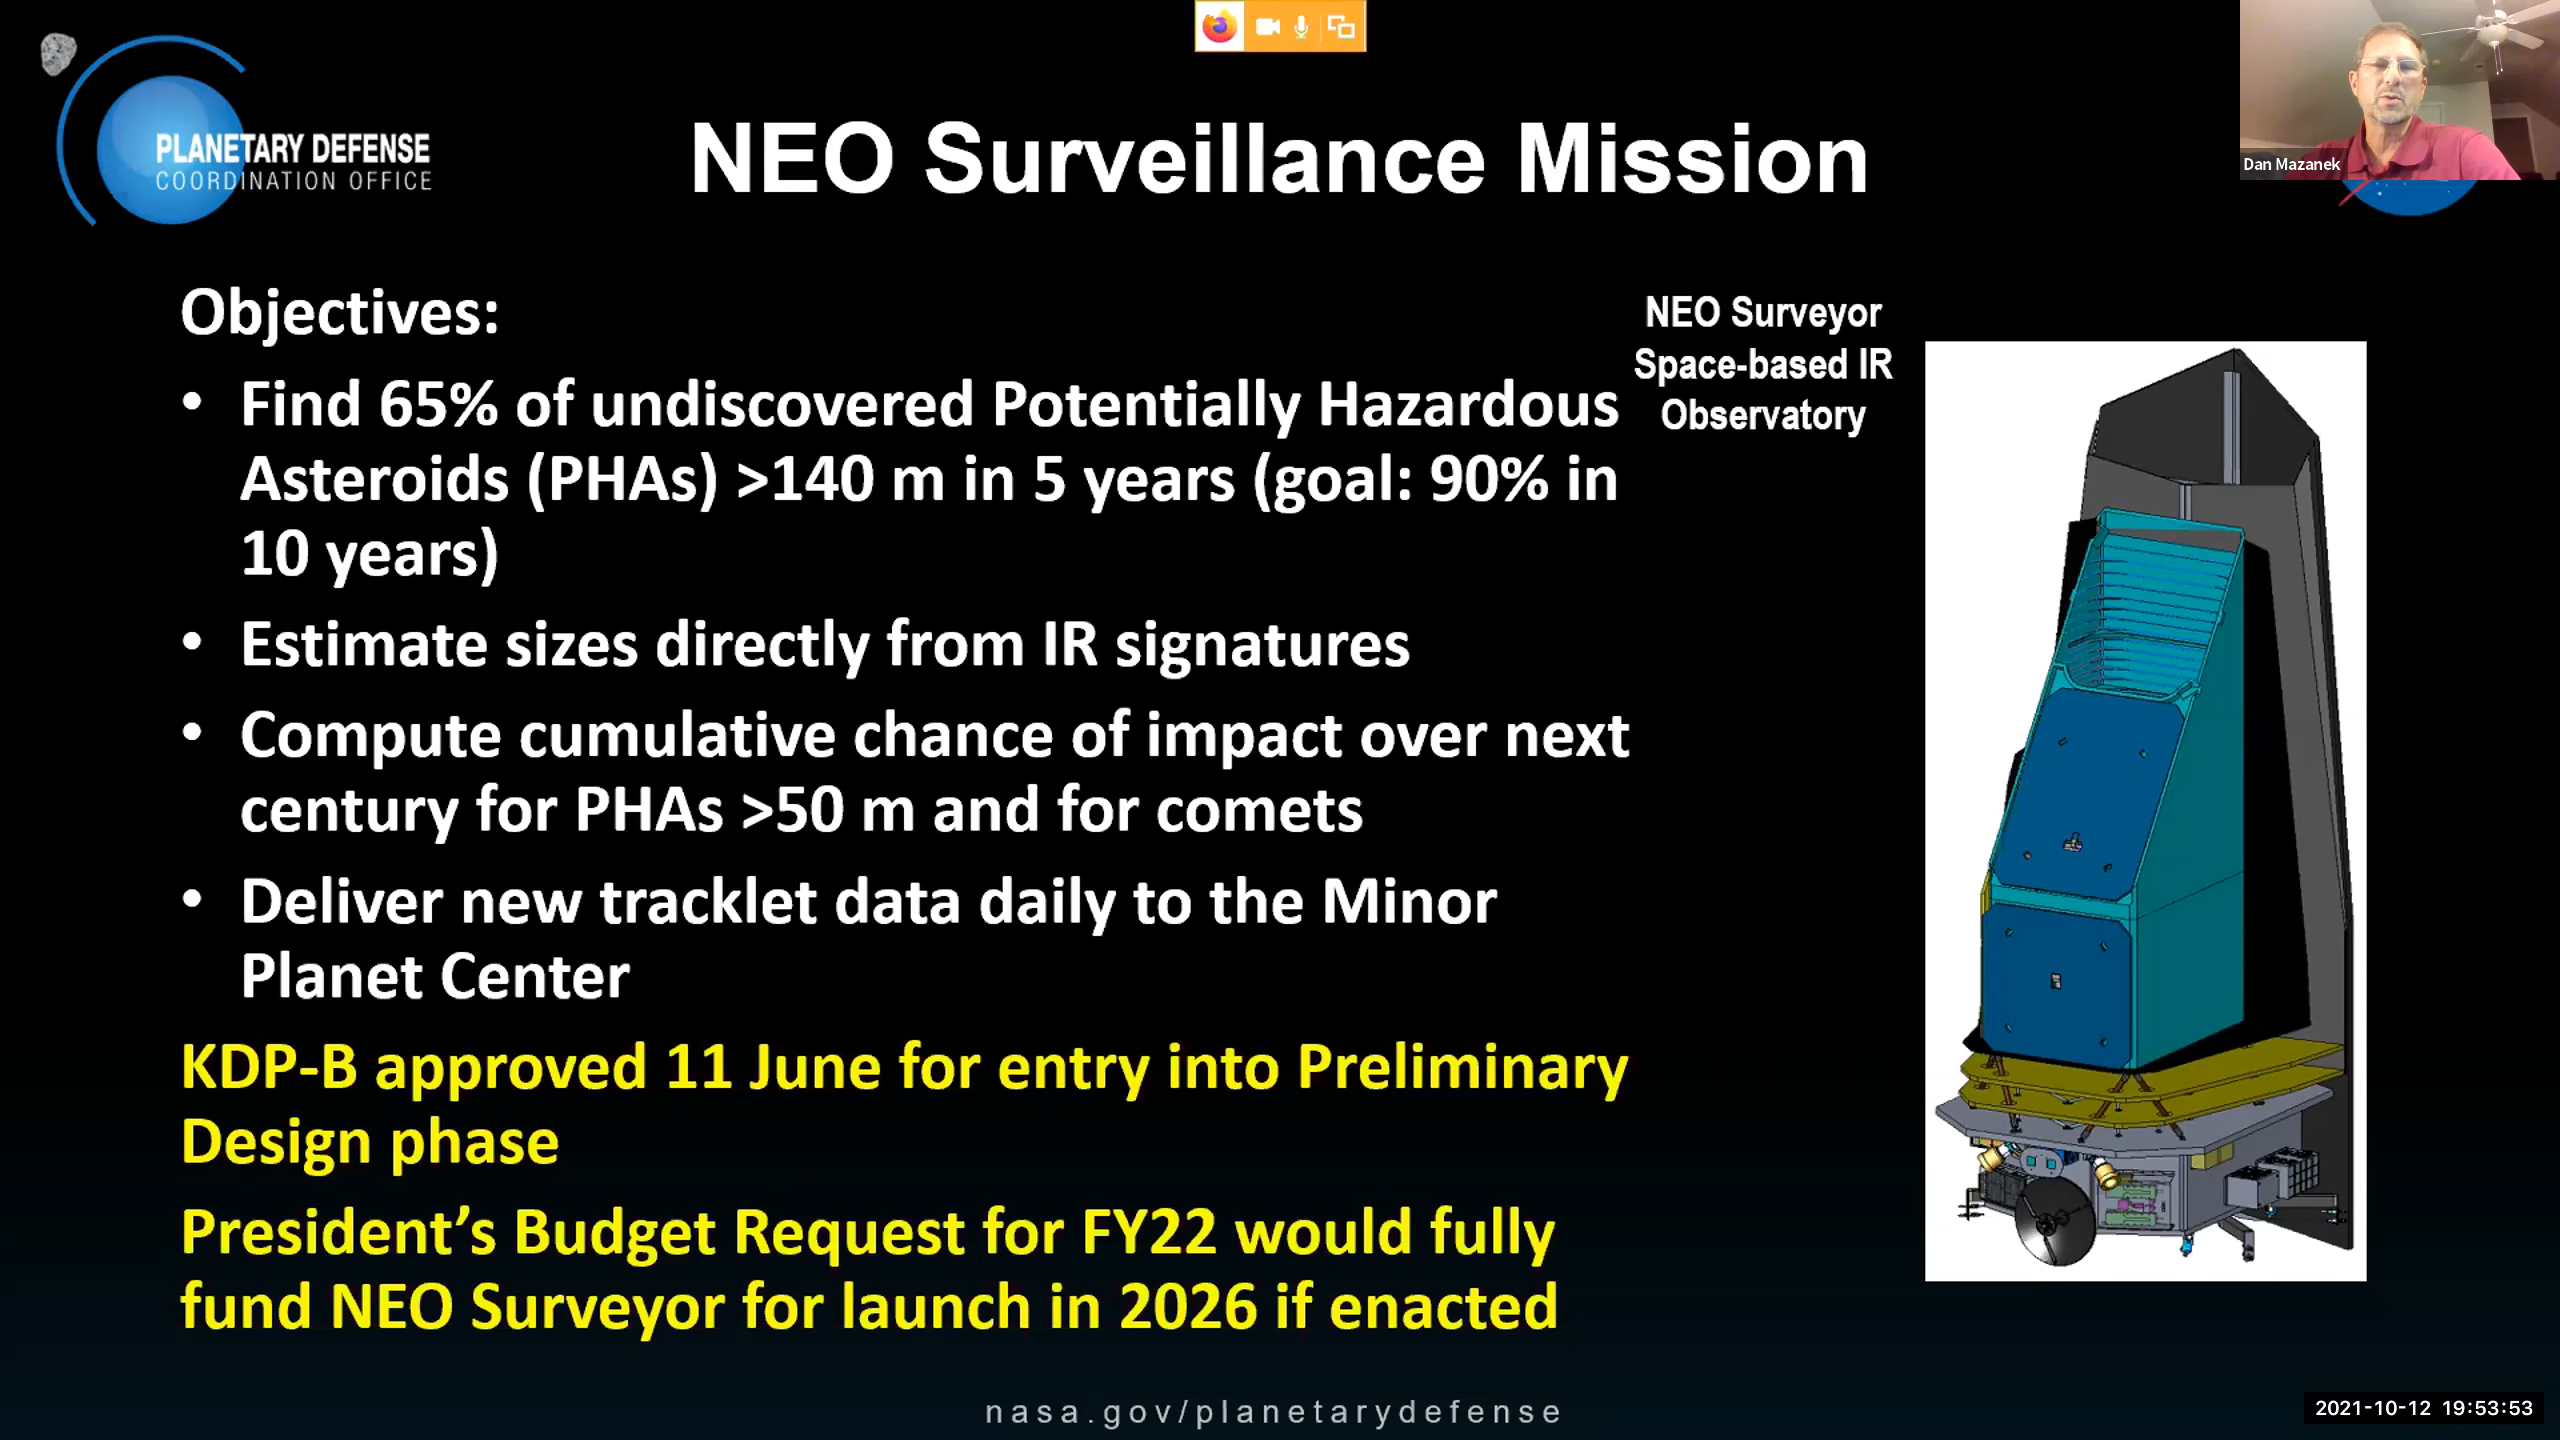 PLANETARY DEFENSE
COORDINATION OFFICE
NEO Surveillance Mission
Dan Mazanek
Objectives:
• Find 65% of undiscovered Potentially Hazardous
Asteroids (PHAs) >140 m in 5 years (goal: 90% in
10 years)
• Estimate sizes directly from IR signatures
• Compute cumulative chance of impact over next
century for PHAs >50 m and for comets
• Deliver new tracklet data daily to the Minor
Planet Center
KDP-B approved 11 June for entry into Preliminary
Design phase
President’s Budget Request for FY22 would fully
fund NEO Surveyor for launch in 2026 if enacted
NEO Surveyor
Space-based IR
Observatory
nasa.gov/planetarydefense
2021-10-12 19:53:53